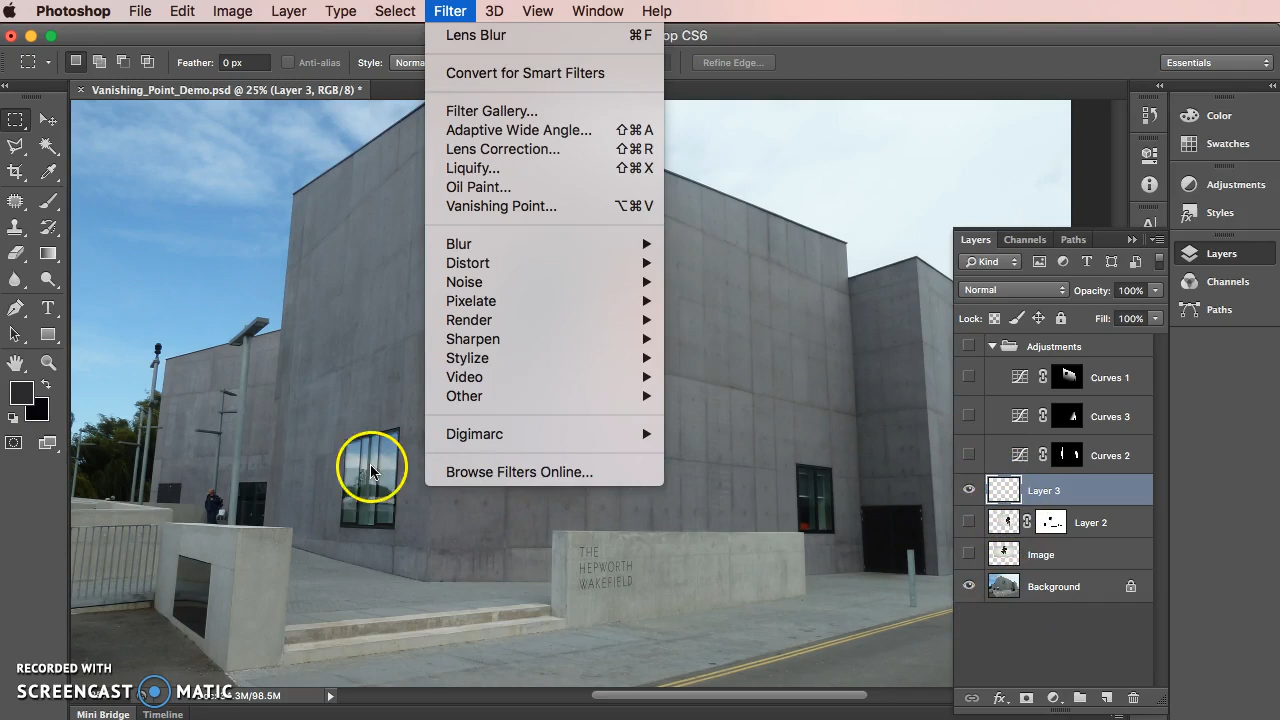 Photoshop File Edit Image Layer Type Select Filter 3D View Window Help
op CS6
Feather: 0 px Anti-alias Style: Norma Refine Edge... Essentials
Vanishing_Point_Demo.psd @ 25% (Layer 3, RGB/8) *
Lens Blur ⌘F
Convert for Smart Filters
Filter Gallery...
Adaptive Wide Angle... ⇧⌘A
Lens Correction... ⇧⌘R
Liquify... ⇧⌘X
Oil Paint...
Vanishing Point... ⌥⌘V
Blur
Distort
Noise
Pixelate
Render
Sharpen
Stylize
Video
Other
Digimarc
Browse Filters Online...
Color
Swatches
Adjustments
Styles
Layers
Channels
Paths
Layers Channels Paths
Kind
Normal Opacity: 100%
Lock: Fill: 100%
Adjustments
Curves 1
Curves 3
Curves 2
Layer 3
Layer 2
Image
Background
THE
HEPWORTH
WAKEFIELD
RECORDED WITH
SCREENCAST MATIC
.3M/98.5M
Mini Bridge Timeline